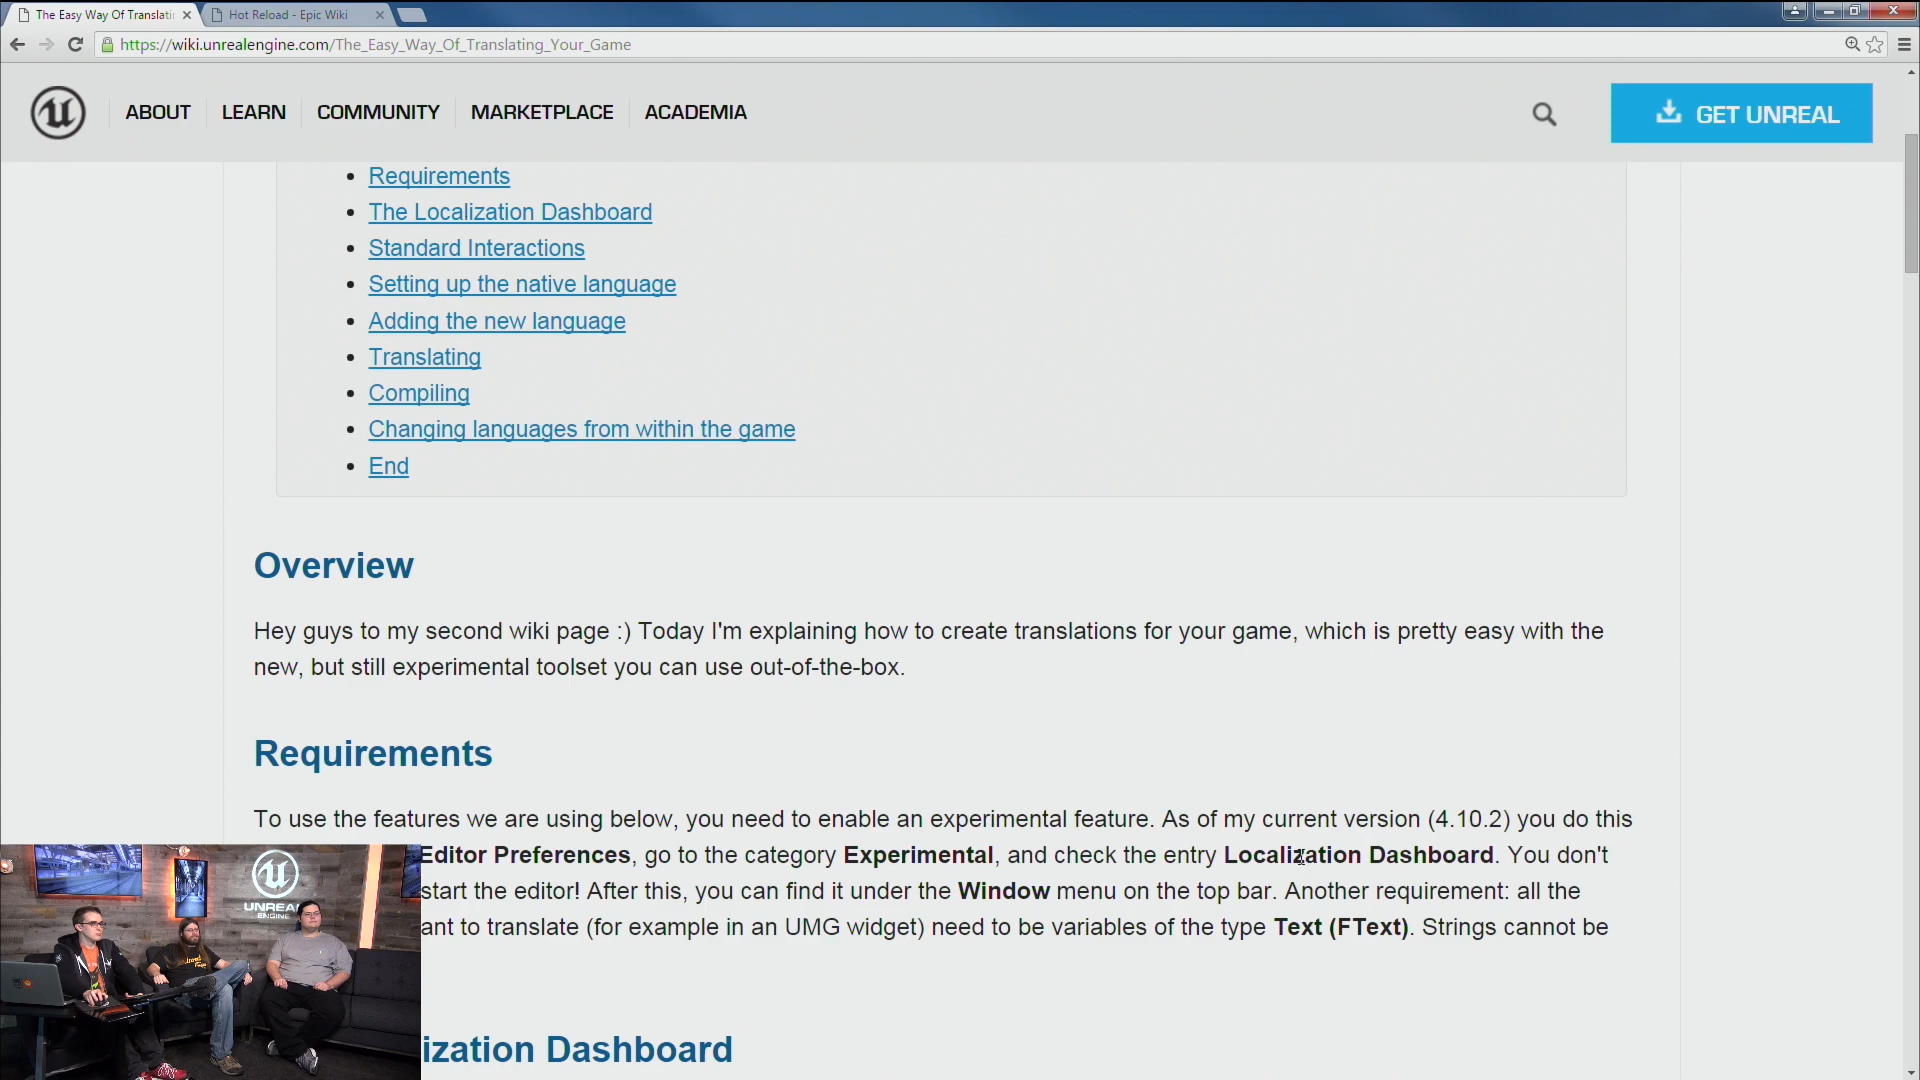 The Easy Way Of Translatin
Hot Reload - Epic Wiki
https://wiki.unrealengine.com/The_Easy_Way_Of_Translating_Your_Game
ABOUT
LEARN
COMMUNITY
MARKETPLACE
ACADEMIA
GET UNREAL
Requirements
The Localization Dashboard
Standard Interactions
Setting up the native language
Adding the new language
Translating
Compiling
Changing languages from within the game
End
Overview
Hey guys to my second wiki page :) Today I'm explaining how to create translations for your game, which is pretty easy with the
new, but still experimental toolset you can use out-of-the-box.
Requirements
To use the features we are using below, you need to enable an experimental feature. As of my current version (4.10.2) you do this
Editor Preferences, go to the category Experimental, and check the entry Localization Dashboard. You don't
start the editor! After this, you can find it under the Window menu on the top bar. Another requirement: all the
ant to translate (for example in an UMG widget) need to be variables of the type Text (FText). Strings cannot be
ization Dashboard
UNREAL
ENGINE